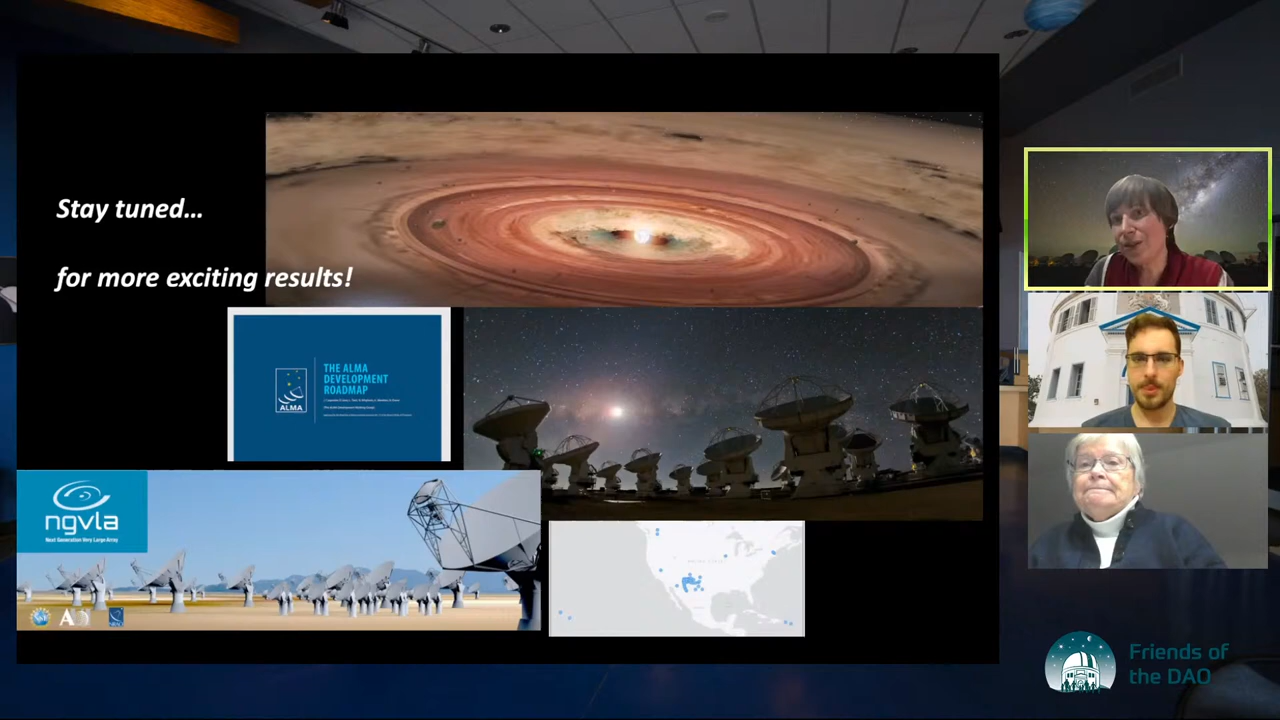 Stay tuned...
for more exciting results!
THE ALMA
DEVELOPMENT
ROADMAP
ALMA
ngvla
Next Generation Very Large Array
Friends of
the DAO